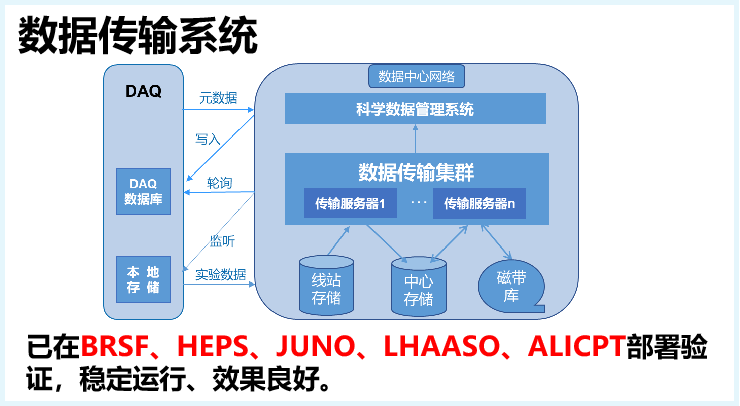 数据传输系统
数据中心网络
DAQ
元数据
科学数据管理系统
写入
数据传输集群
DAQ
数据库
轮询
传输服务器1
···
传输服务器n
监听
本 地
存 储
实验数据
线站
存储
中心
存储
磁带
库
已在BRSF、HEPS、JUNO、LHAASO、ALICPT部署验
证，稳定运行、效果良好。